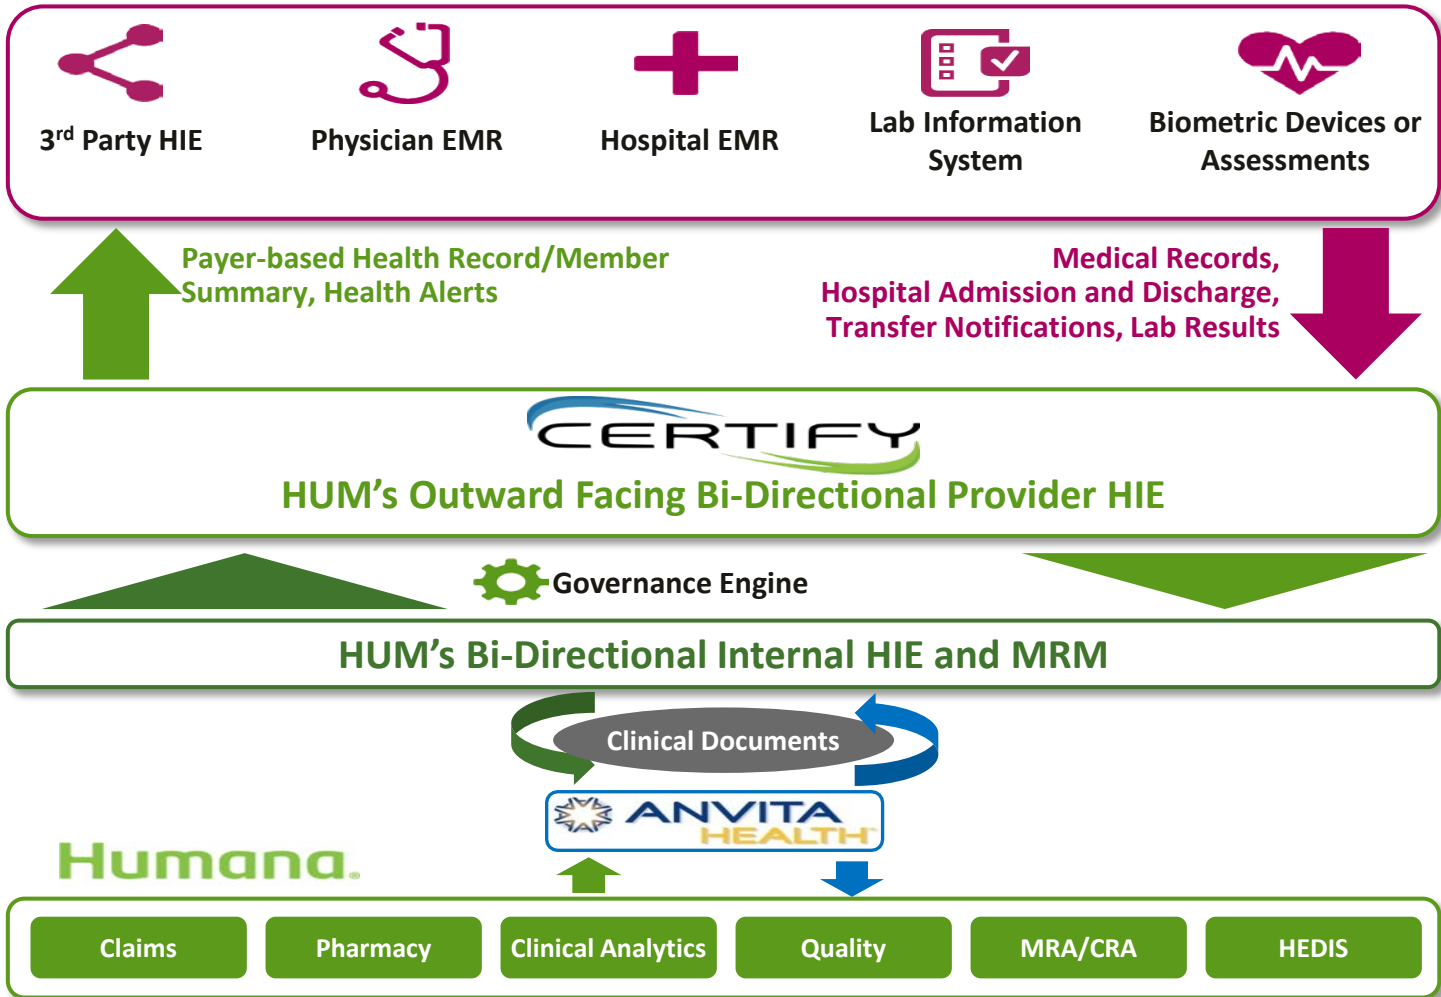 3rd Party HIE
Physician EMR
Hospital EMR
Lab Information
System
Biometric Devices or
Assessments
Payer-based Health Record/Member
Summary, Health Alerts
Medical Records,
Hospital Admission and Discharge,
Transfer Notifications, Lab Results
CERTIFY
HUM’s Outward Facing Bi-Directional Provider HIE
Governance Engine
HUM’s Bi-Directional Internal HIE and MRM
Clinical Documents
ANVITA
HEALTH
Humana®
Claims
Pharmacy
Clinical Analytics
Quality
MRA/CRA
HEDIS